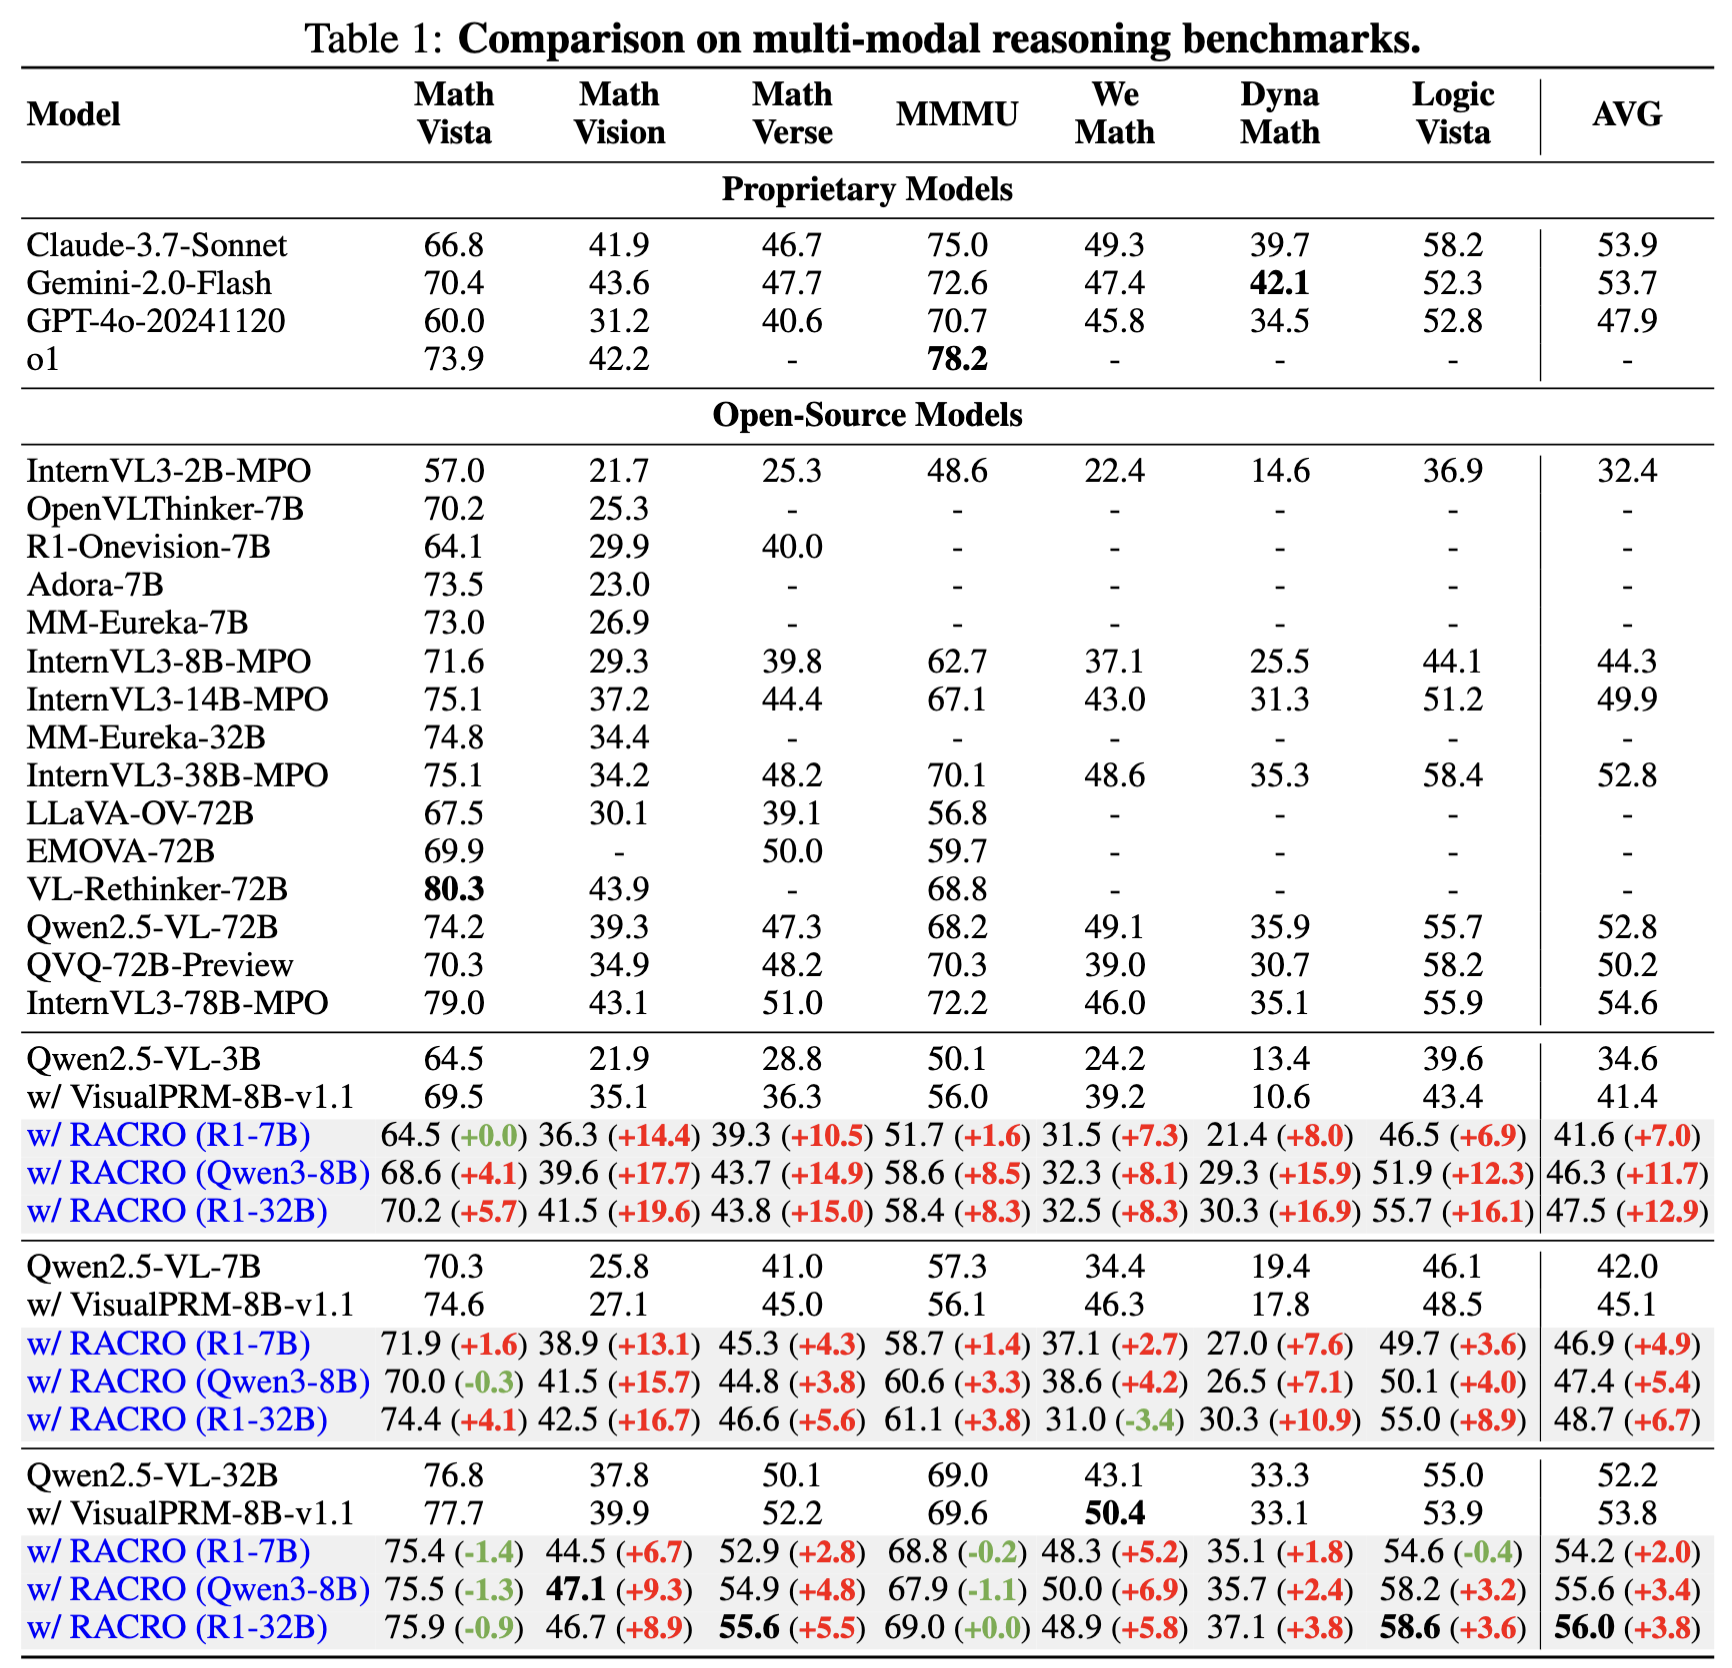 Table 1: Comparison on multi-modal reasoning benchmarks.
Model Math Vista Math Vision Math Verse MMMU We Math Dyna Math Logic Vista AVG
Proprietary Models
Claude-3.7-Sonnet 66.8 41.9 46.7 75.0 49.3 39.7 58.2 53.9
Gemini-2.0-Flash 70.4 43.6 47.7 72.6 47.4 42.1 52.3 53.7
GPT-4o-20241120 60.0 31.2 40.6 70.7 45.8 34.5 52.8 47.9
o1 73.9 42.2 - 78.2 - - - -
Open-Source Models
InternVL3-2B-MPO 57.0 21.7 25.3 48.6 22.4 14.6 36.9 32.4
OpenVLThinker-7B 70.2 25.3 - - - - - -
R1-Onevision-7B 64.1 29.9 40.0 - - - - -
Adora-7B 73.5 23.0 - - - - - -
MM-Eureka-7B 73.0 26.9 - - - - - -
InternVL3-8B-MPO 71.6 29.3 39.8 62.7 37.1 25.5 44.1 44.3
InternVL3-14B-MPO 75.1 37.2 44.4 67.1 43.0 31.3 51.2 49.9
MM-Eureka-32B 74.8 34.4 - - - - - -
InternVL3-38B-MPO 75.1 34.2 48.2 70.1 48.6 35.3 58.4 52.8
LLaVA-OV-72B 67.5 30.1 39.1 56.8 - - - -
EMOVA-72B 69.9 - 50.0 59.7 - - - -
VL-Rethinker-72B 80.3 43.9 - 68.8 - - - -
Qwen2.5-VL-72B 74.2 39.3 47.3 68.2 49.1 35.9 55.7 52.8
QVQ-72B-Preview 70.3 34.9 48.2 70.3 39.0 30.7 58.2 50.2
InternVL3-78B-MPO 79.0 43.1 51.0 72.2 46.0 35.1 55.9 54.6
Qwen2.5-VL-3B 64.5 21.9 28.8 50.1 24.2 13.4 39.6 34.6
w/ VisualPRM-8B-v1.1 69.5 35.1 36.3 56.0 39.2 10.6 43.4 41.4
w/ RACRO (R1-7B) 64.5 (+0.0) 36.3 (+14.4) 39.3 (+10.5) 51.7 (+1.6) 31.5 (+7.3) 21.4 (+8.0) 46.5 (+6.9) 41.6 (+7.0)
w/ RACRO (Qwen3-8B) 68.6 (+4.1) 39.6 (+17.7) 43.7 (+14.9) 58.6 (+8.5) 32.3 (+8.1) 29.3 (+15.9) 51.9 (+12.3) 46.3 (+11.7)
w/ RACRO (R1-32B) 70.2 (+5.7) 41.5 (+19.6) 43.8 (+15.0) 58.4 (+8.3) 32.5 (+8.3) 30.3 (+16.9) 55.7 (+16.1) 47.5 (+12.9)
Qwen2.5-VL-7B 70.3 25.8 41.0 57.3 34.4 19.4 46.1 42.0
w/ VisualPRM-8B-v1.1 74.6 27.1 45.0 56.1 46.3 17.8 48.5 45.1
w/ RACRO (R1-7B) 71.9 (+1.6) 38.9 (+13.1) 45.3 (+4.3) 58.7 (+1.4) 37.1 (+2.7) 27.0 (+7.6) 49.7 (+3.6) 46.9 (+4.9)
w/ RACRO (Qwen3-8B) 70.0 (-0.3) 41.5 (+15.7) 44.8 (+3.8) 60.6 (+3.3) 38.6 (+4.2) 26.5 (+7.1) 50.1 (+4.0) 47.4 (+5.4)
w/ RACRO (R1-32B) 74.4 (+4.1) 42.5 (+16.7) 46.6 (+5.6) 61.1 (+3.8) 31.0 (-3.4) 30.3 (+10.9) 55.0 (+8.9) 48.7 (+6.7)
Qwen2.5-VL-32B 76.8 37.8 50.1 69.0 43.1 33.3 55.0 52.2
w/ VisualPRM-8B-v1.1 77.7 39.9 52.2 69.6 50.4 33.1 53.9 53.8
w/ RACRO (R1-7B) 75.4 (-1.4) 44.5 (+6.7) 52.9 (+2.8) 68.8 (-0.2) 48.3 (+5.2) 35.1 (+1.8) 54.6 (-0.4) 54.2 (+2.0)
w/ RACRO (Qwen3-8B) 75.5 (-1.3) 47.1 (+9.3) 54.9 (+4.8) 67.9 (-1.1) 50.0 (+6.9) 35.7 (+2.4) 58.2 (+3.2) 55.6 (+3.4)
w/ RACRO (R1-32B) 75.9 (-0.9) 46.7 (+8.9) 55.6 (+5.5) 69.0 (+0.0) 48.9 (+5.8) 37.1 (+3.8) 58.6 (+3.6) 56.0 (+3.8)